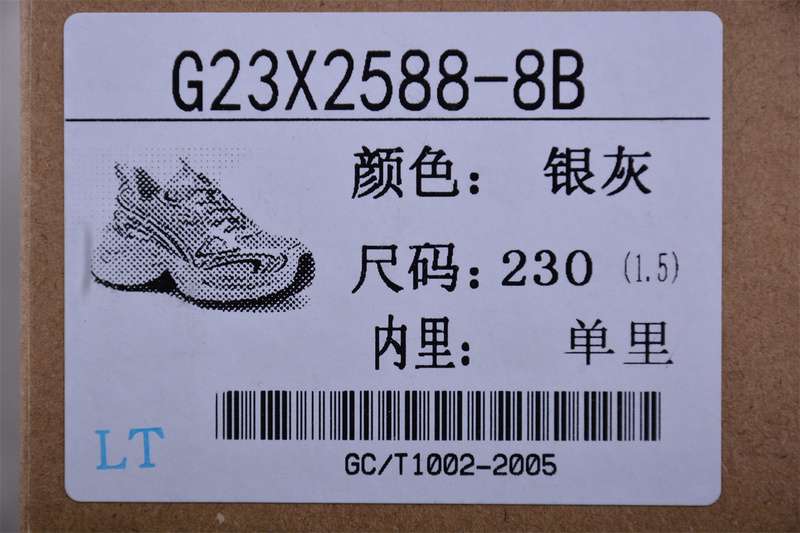 G23X2588-8B
颜色： 银灰
尺码：230 (1.5)
内里： 单里
LT
GC/T1002-2005